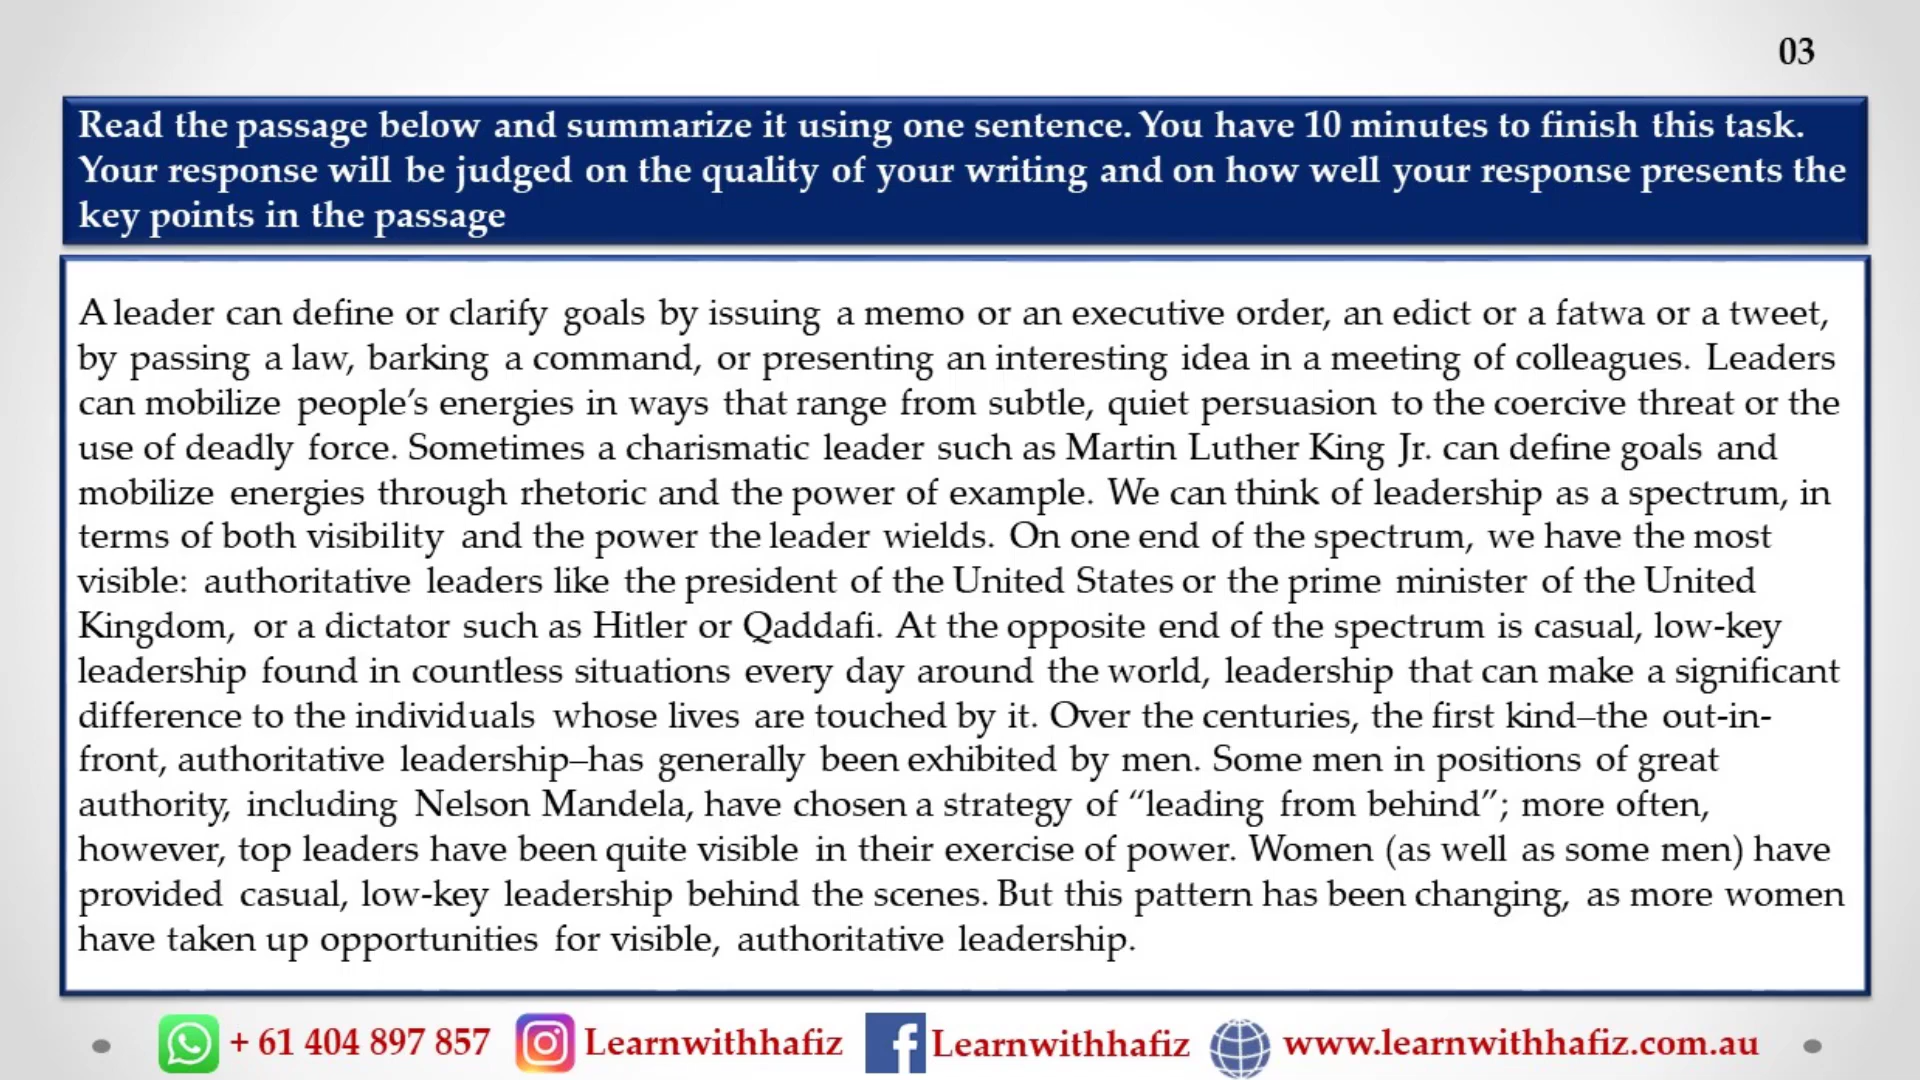 03
Read the passage below and summarize it using one sentence. You have 10 minutes to finish this task.
Your response will be judged on the quality of your writing and on how well your response presents the
key points in the passage
A leader can define or clarify goals by issuing a memo or an executive order, an edict or a fatwa or a tweet,
by passing a law, barking a command, or presenting an interesting idea in a meeting of colleagues. Leaders
can mobilize people’s energies in ways that range from subtle, quiet persuasion to the coercive threat or the
use of deadly force. Sometimes a charismatic leader such as Martin Luther King Jr. can define goals and
mobilize energies through rhetoric and the power of example. We can think of leadership as a spectrum, in
terms of both visibility and the power the leader wields. On one end of the spectrum, we have the most
visible: authoritative leaders like the president of the United States or the prime minister of the United
Kingdom, or a dictator such as Hitler or Qaddafi. At the opposite end of the spectrum is casual, low-key
leadership found in countless situations every day around the world, leadership that can make a significant
difference to the individuals whose lives are touched by it. Over the centuries, the first kind–the out-in-
front, authoritative leadership–has generally been exhibited by men. Some men in positions of great
authority, including Nelson Mandela, have chosen a strategy of “leading from behind”; more often,
however, top leaders have been quite visible in their exercise of power. Women (as well as some men) have
provided casual, low-key leadership behind the scenes. But this pattern has been changing, as more women
have taken up opportunities for visible, authoritative leadership.
+ 61 404 897 857 Learnwithhafiz Learnwithhafiz www.learnwithhafiz.com.au